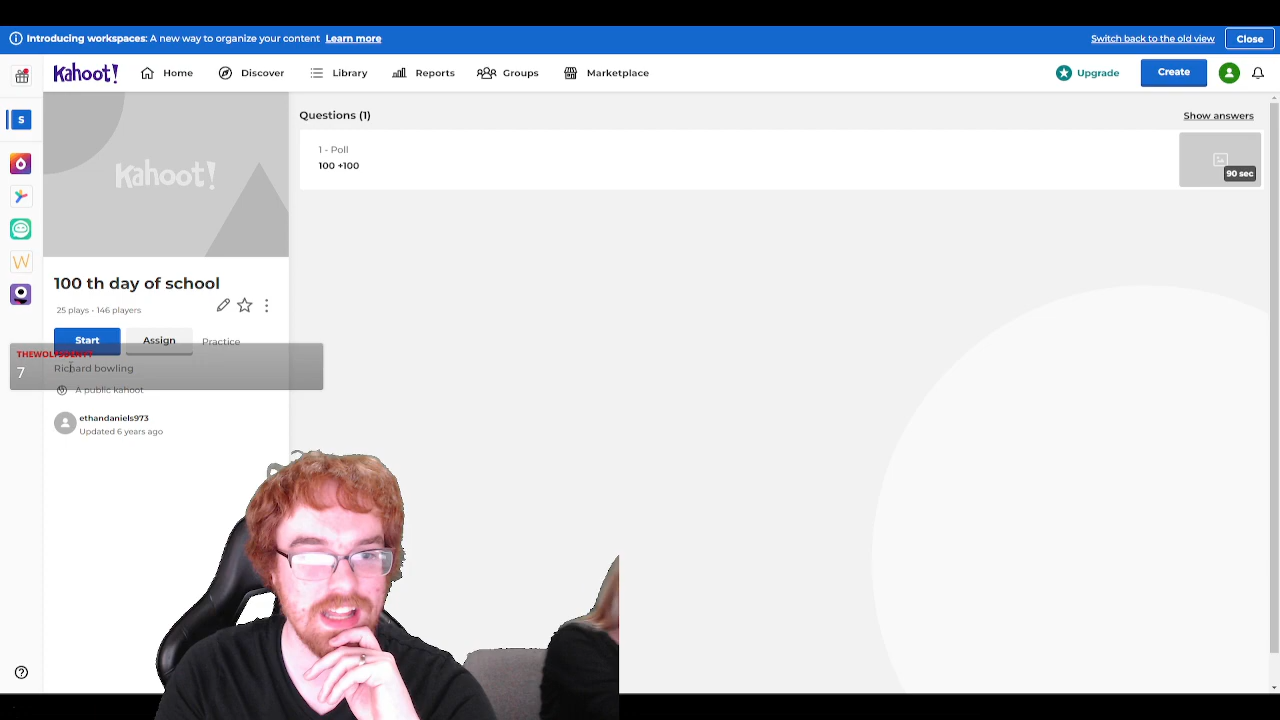 Introducing workspaces: A new way to organize your content Learn more
Switch back to the old view
Close
Kahoot!
Home
Discover
Library
Reports
Groups
Marketplace
Upgrade
Create
S
W
Kahoot!
Questions (1)
Show answers
1 - Poll
100 +100
90 sec
100 th day of school
25 plays • 146 players
Start
Assign
Practice
7
Richard bowling
A public kahoot
ethandaniels973
Updated 6 years ago
?